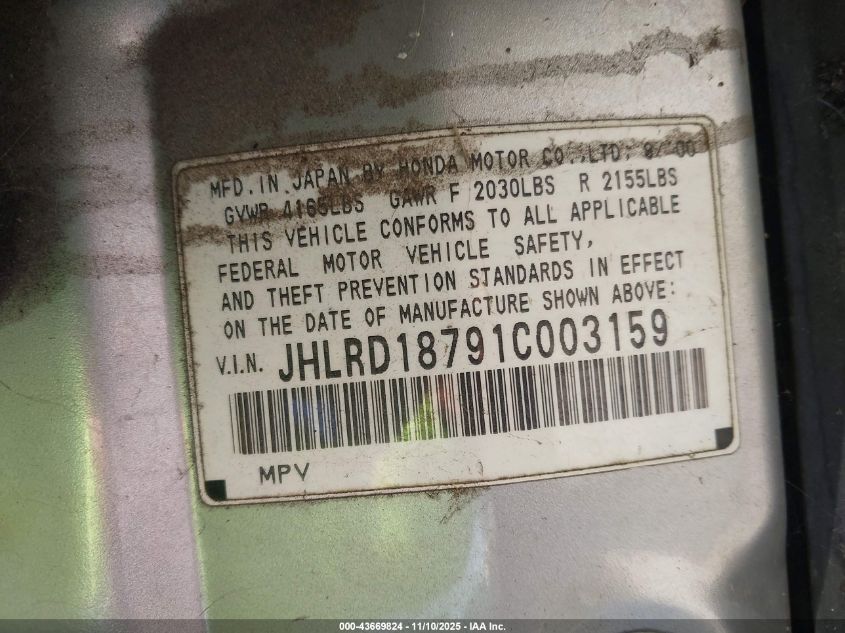 MFD. IN JAPAN BY HONDA MOTOR CO., LTD. 8/'00
GVWR 4165LBS GAWR F 2030LBS R 2155LBS
THIS VEHICLE CONFORMS TO ALL APPLICABLE
FEDERAL MOTOR VEHICLE SAFETY,
AND THEFT PREVENTION STANDARDS IN EFFECT
ON THE DATE OF MANUFACTURE SHOWN ABOVE:
V.I.N. JHLRD18791C003159
MPV
000-43669824 - 11/10/2025 - IAA Inc.